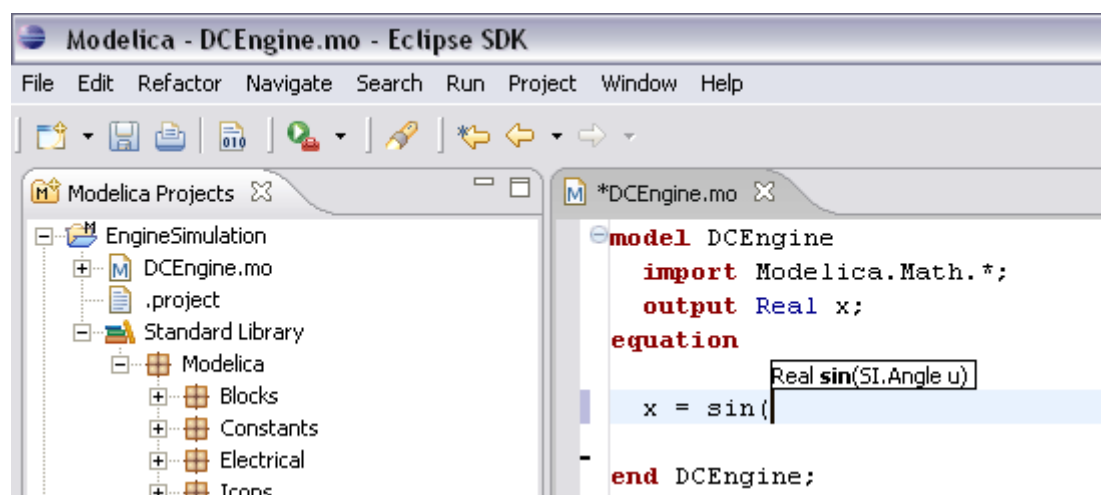 Modelica - DCEngine.mo - Eclipse SDK
File Edit Refactor Navigate Search Run Project Window Help
010
M Modelica Projects
EngineSimulation
DCEngine.mo
.project
Standard Library
Modelica
Blocks
Constants
Electrical
Icons
M *DCEngine.mo
model DCEngine
import Modelica.Math.*;
output Real x;
equation
Real sin(SI.Angle u)
x = sin(
end DCEngine;